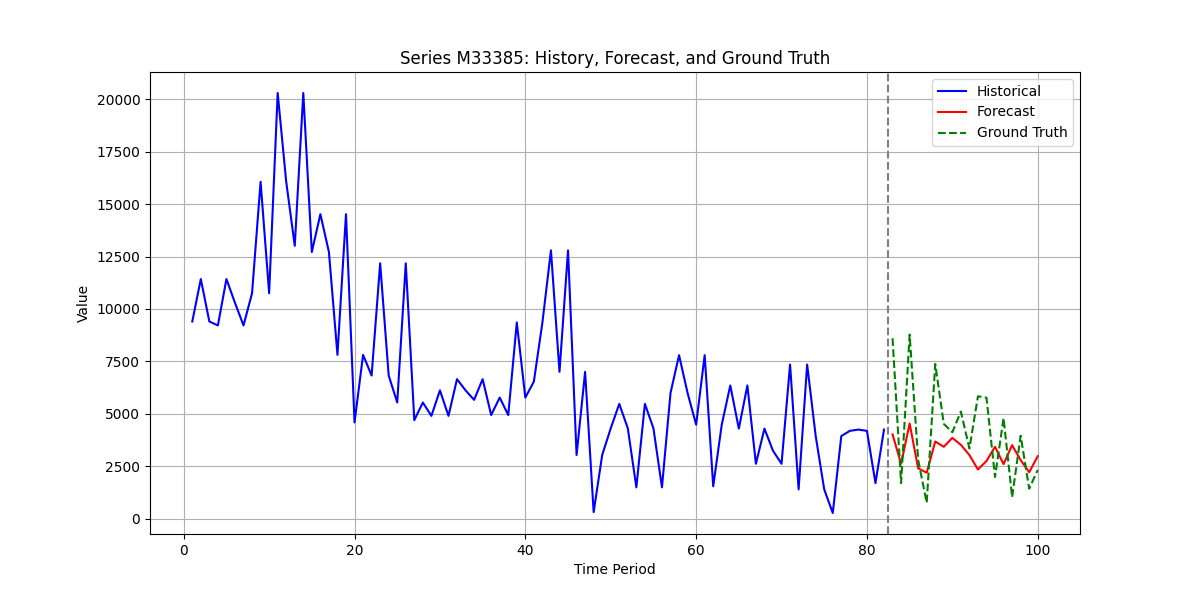 Series M33385: History, Forecast, and Ground Truth
20000
17500
15000
12500
10000
7500
5000
2500
0
Value
0 20 40 60 80 100
Time Period
Historical
Forecast
Ground Truth